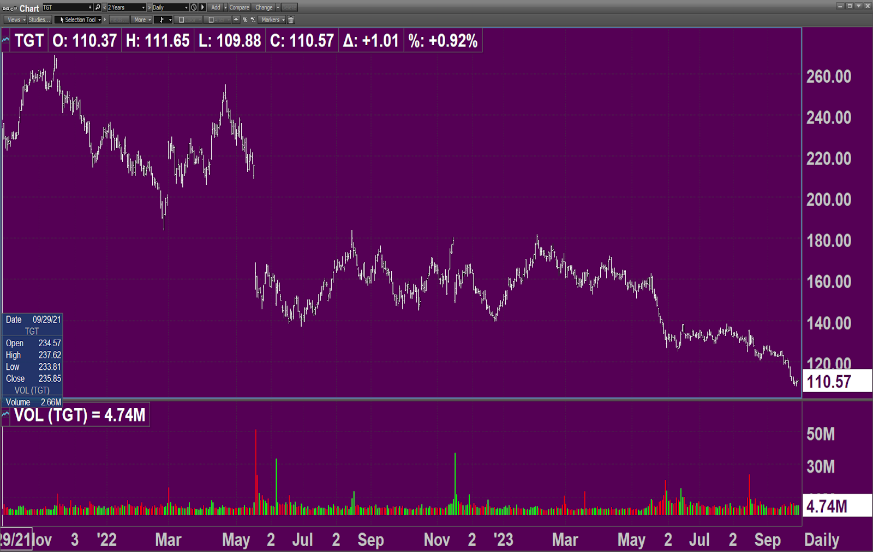 Chart TGT 2 Years Daily Add Compare Change
Views Studies... Selection Tool More Markers
TGT O: 110.37 H: 111.65 L: 109.88 C: 110.57 Δ: +1.01 %: +0.92%
260.00
240.00
220.00
200.00
180.00
160.00
140.00
120.00
110.57
Date 09/29/21
TGT
Open 234.57
High 237.62
Low 233.81
Close 235.85
VOL (TGT)
Volume 2.66M
VOL (TGT) = 4.74M
50M
30M
4.74M
29/21 Nov 3 '22 Mar May 2 Jul 2 Sep Nov 2 '23 Mar May 2 Jul 2 Sep Daily